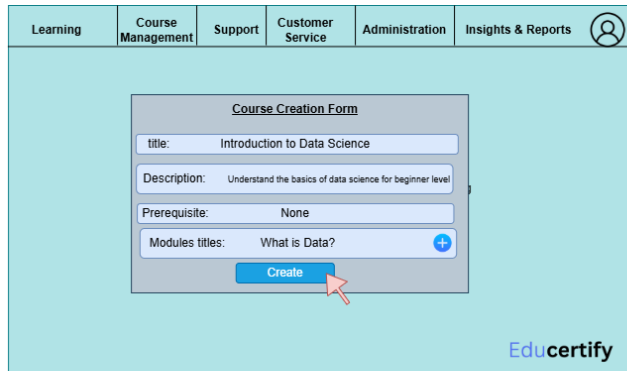 Learning
Course
Management
Support
Customer
Service
Administration
Insights & Reports
Course Creation Form
title: Introduction to Data Science
Description: Understand the basics of data science for beginner level
Prerequisite: None
Modules titles: What is Data?
Create
Educertify